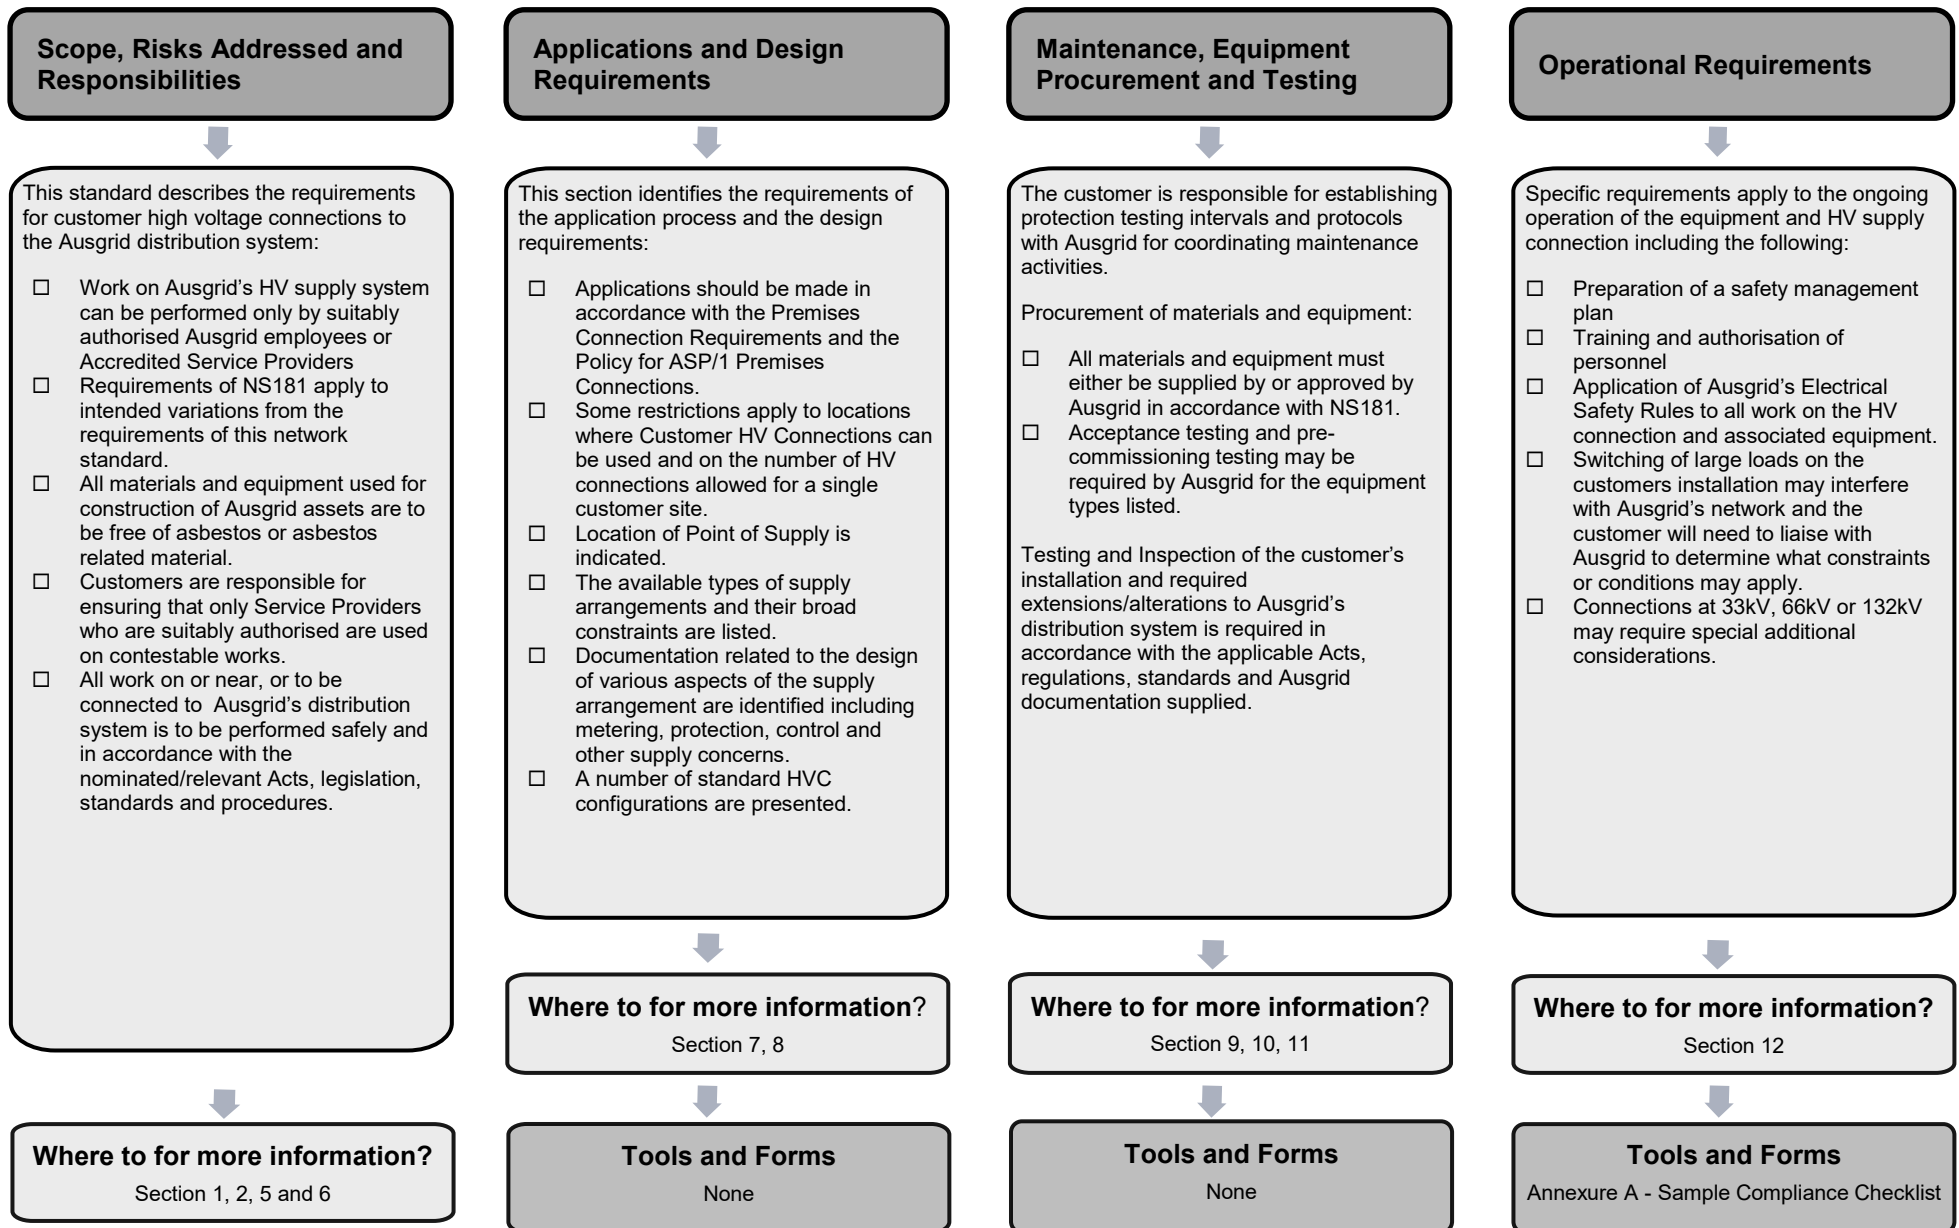 Scope, Risks Addressed and
Responsibilities
This standard describes the requirements
for customer high voltage connections to
the Ausgrid distribution system:
☐ Work on Ausgrid’s HV supply system
can be performed only by suitably
authorised Ausgrid employees or
Accredited Service Providers
☐ Requirements of NS181 apply to
intended variations from the
requirements of this network
standard.
☐ All materials and equipment used for
construction of Ausgrid assets are to
be free of asbestos or asbestos
related material.
☐ Customers are responsible for
ensuring that only Service Providers
who are suitably authorised are used
on contestable works.
☐ All work on or near, or to be
connected to  Ausgrid’s distribution
system is to be performed safely and
in accordance with the
nominated/relevant Acts, legislation,
standards and procedures.
Where to for more information?
Section 1, 2, 5 and 6
Applications and Design
Requirements
This section identifies the requirements of
the application process and the design
requirements:
☐ Applications should be made in
accordance with the Premises
Connection Requirements and the
Policy for ASP/1 Premises
Connections.
☐ Some restrictions apply to locations
where Customer HV Connections can
be used and on the number of HV
connections allowed for a single
customer site.
☐ Location of Point of Supply is
indicated.
☐ The available types of supply
arrangements and their broad
constraints are listed.
☐ Documentation related to the design
of various aspects of the supply
arrangement are identified including
metering, protection, control and
other supply concerns.
☐ A number of standard HVC
configurations are presented.
Where to for more information?
Section 7, 8
Tools and Forms
None
Maintenance, Equipment
Procurement and Testing
The customer is responsible for establishing
protection testing intervals and protocols
with Ausgrid for coordinating maintenance
activities.
Procurement of materials and equipment:
☐ All materials and equipment must
either be supplied by or approved by
Ausgrid in accordance with NS181.
☐ Acceptance testing and pre-
commissioning testing may be
required by Ausgrid for the equipment
types listed.
Testing and Inspection of the customer’s
installation and required
extensions/alterations to Ausgrid’s
distribution system is required in
accordance with the applicable Acts,
regulations, standards and Ausgrid
documentation supplied.
Where to for more information?
Section 9, 10, 11
Tools and Forms
None
Operational Requirements
Specific requirements apply to the ongoing
operation of the equipment and HV supply
connection including the following:
☐ Preparation of a safety management
plan
☐ Training and authorisation of
personnel
☐ Application of Ausgrid’s Electrical
Safety Rules to all work on the HV
connection and associated equipment.
☐ Switching of large loads on the
customers installation may interfere
with Ausgrid’s network and the
customer will need to liaise with
Ausgrid to determine what constraints
or conditions may apply.
☐ Connections at 33kV, 66kV or 132kV
may require special additional
considerations.
Where to for more information?
Section 12
Tools and Forms
Annexure A - Sample Compliance Checklist